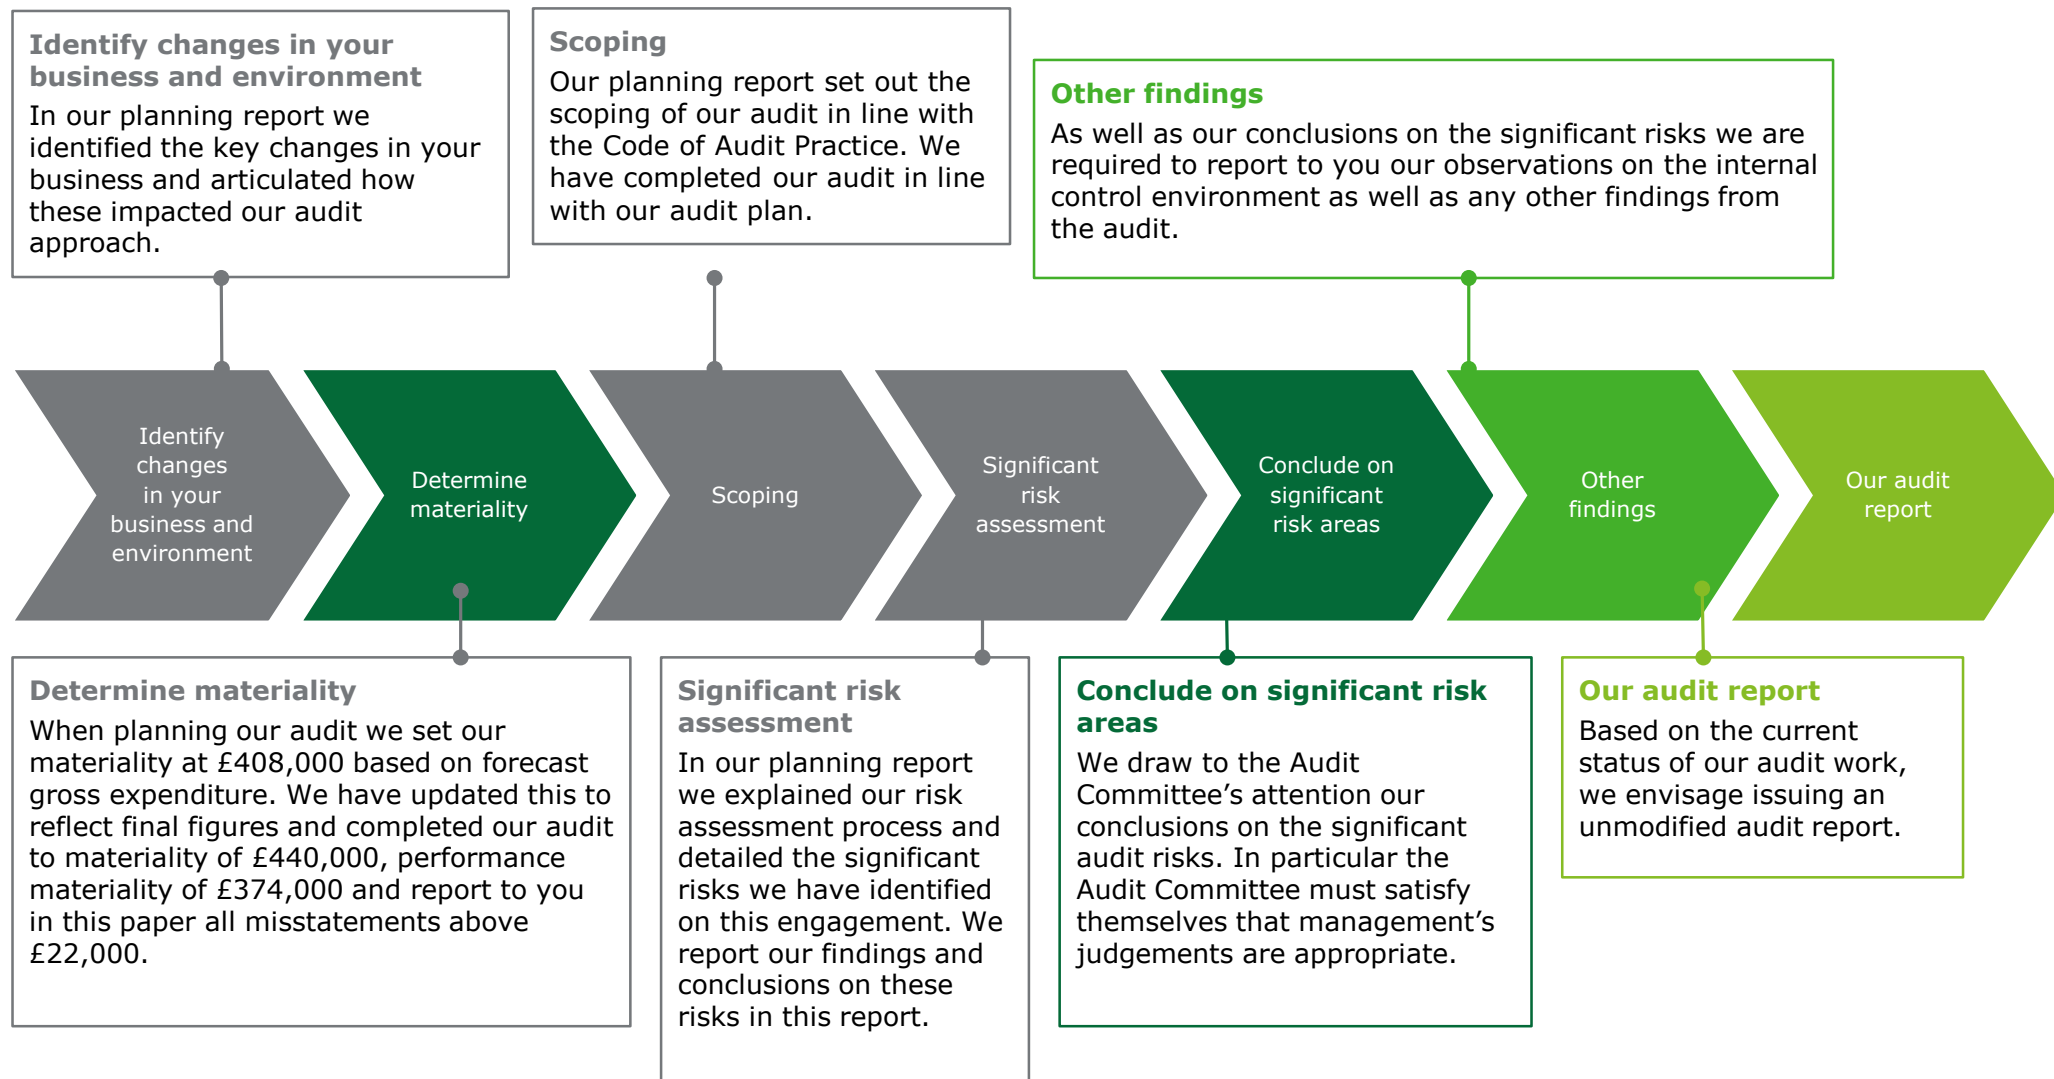 Identify changes in your
business and environment
In our planning report we
identified the key changes in your
business and articulated how
these impacted our audit
approach.
Scoping
Our planning report set out the
scoping of our audit in line with
the Code of Audit Practice. We
have completed our audit in line
with our audit plan.
Other findings
As well as our conclusions on the significant risks we are
required to report to you our observations on the internal
control environment as well as any other findings from
the audit.
Identify
changes
in your
business and
environment
Determine
materiality
Scoping
Significant
risk
assessment
Conclude on
significant
risk areas
Other
findings
Our audit
report
Determine materiality
When planning our audit we set our
materiality at £408,000 based on forecast
gross expenditure. We have updated this to
reflect final figures and completed our audit
to materiality of £440,000, performance
materiality of £374,000 and report to you
in this paper all misstatements above
£22,000.
Significant risk
assessment
In our planning report
we explained our risk
assessment process and
detailed the significant
risks we have identified
on this engagement. We
report our findings and
conclusions on these
risks in this report.
Conclude on significant risk
areas
We draw to the Audit
Committee’s attention our
conclusions on the significant
audit risks. In particular the
Audit Committee must satisfy
themselves that management’s
judgements are appropriate.
Our audit report
Based on the current
status of our audit work,
we envisage issuing an
unmodified audit report.